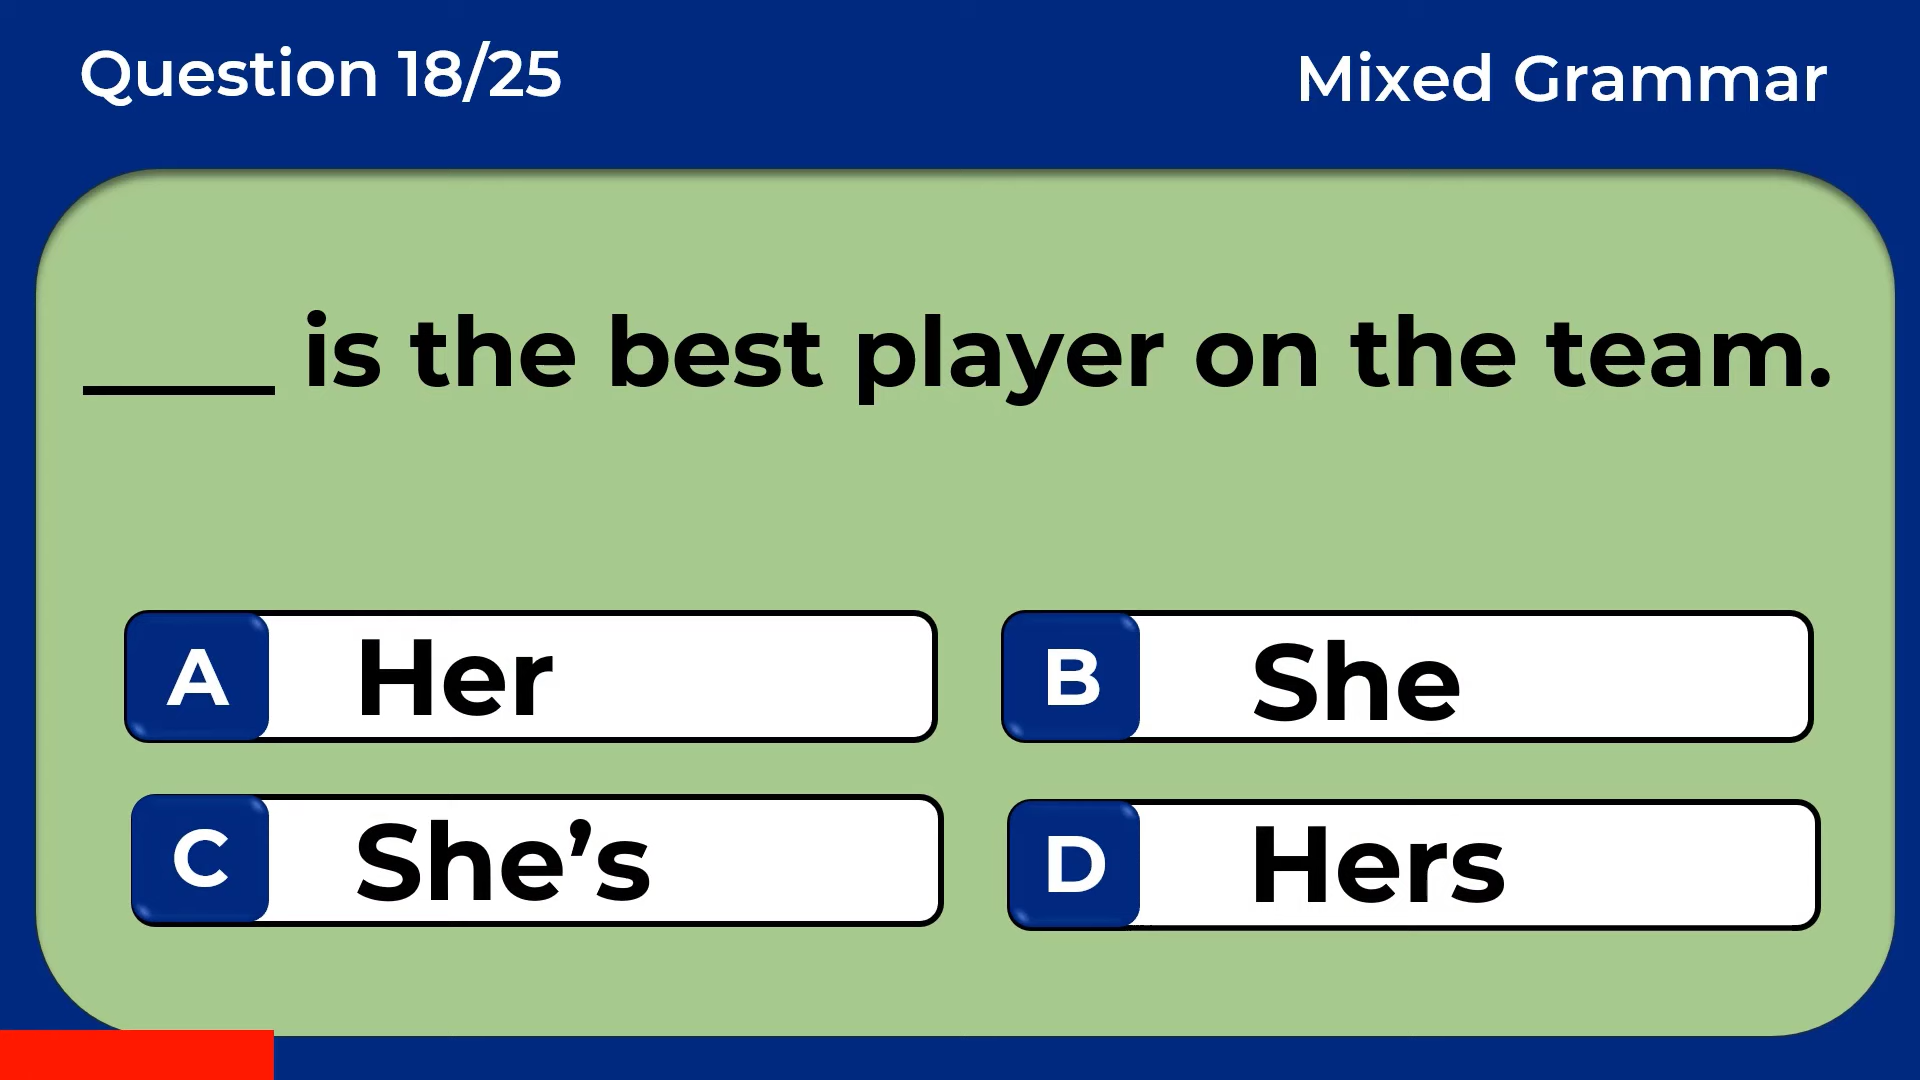 Question 18/25
Mixed Grammar
____ is the best player on the team.
A Her
B She
C She’s
D Hers